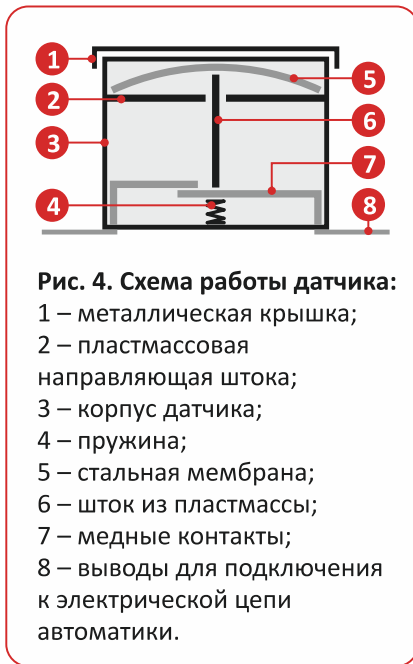 1
2
3
4
5
6
7
8
Рис. 4. Схема работы датчика:
1 – металлическая крышка;
2 – пластмассовая
направляющая штока;
3 – корпус датчика;
4 – пружина;
5 – стальная мембрана;
6 – шток из пластмассы;
7 – медные контакты;
8 – выводы для подключения
к электрической цепи
автоматики.